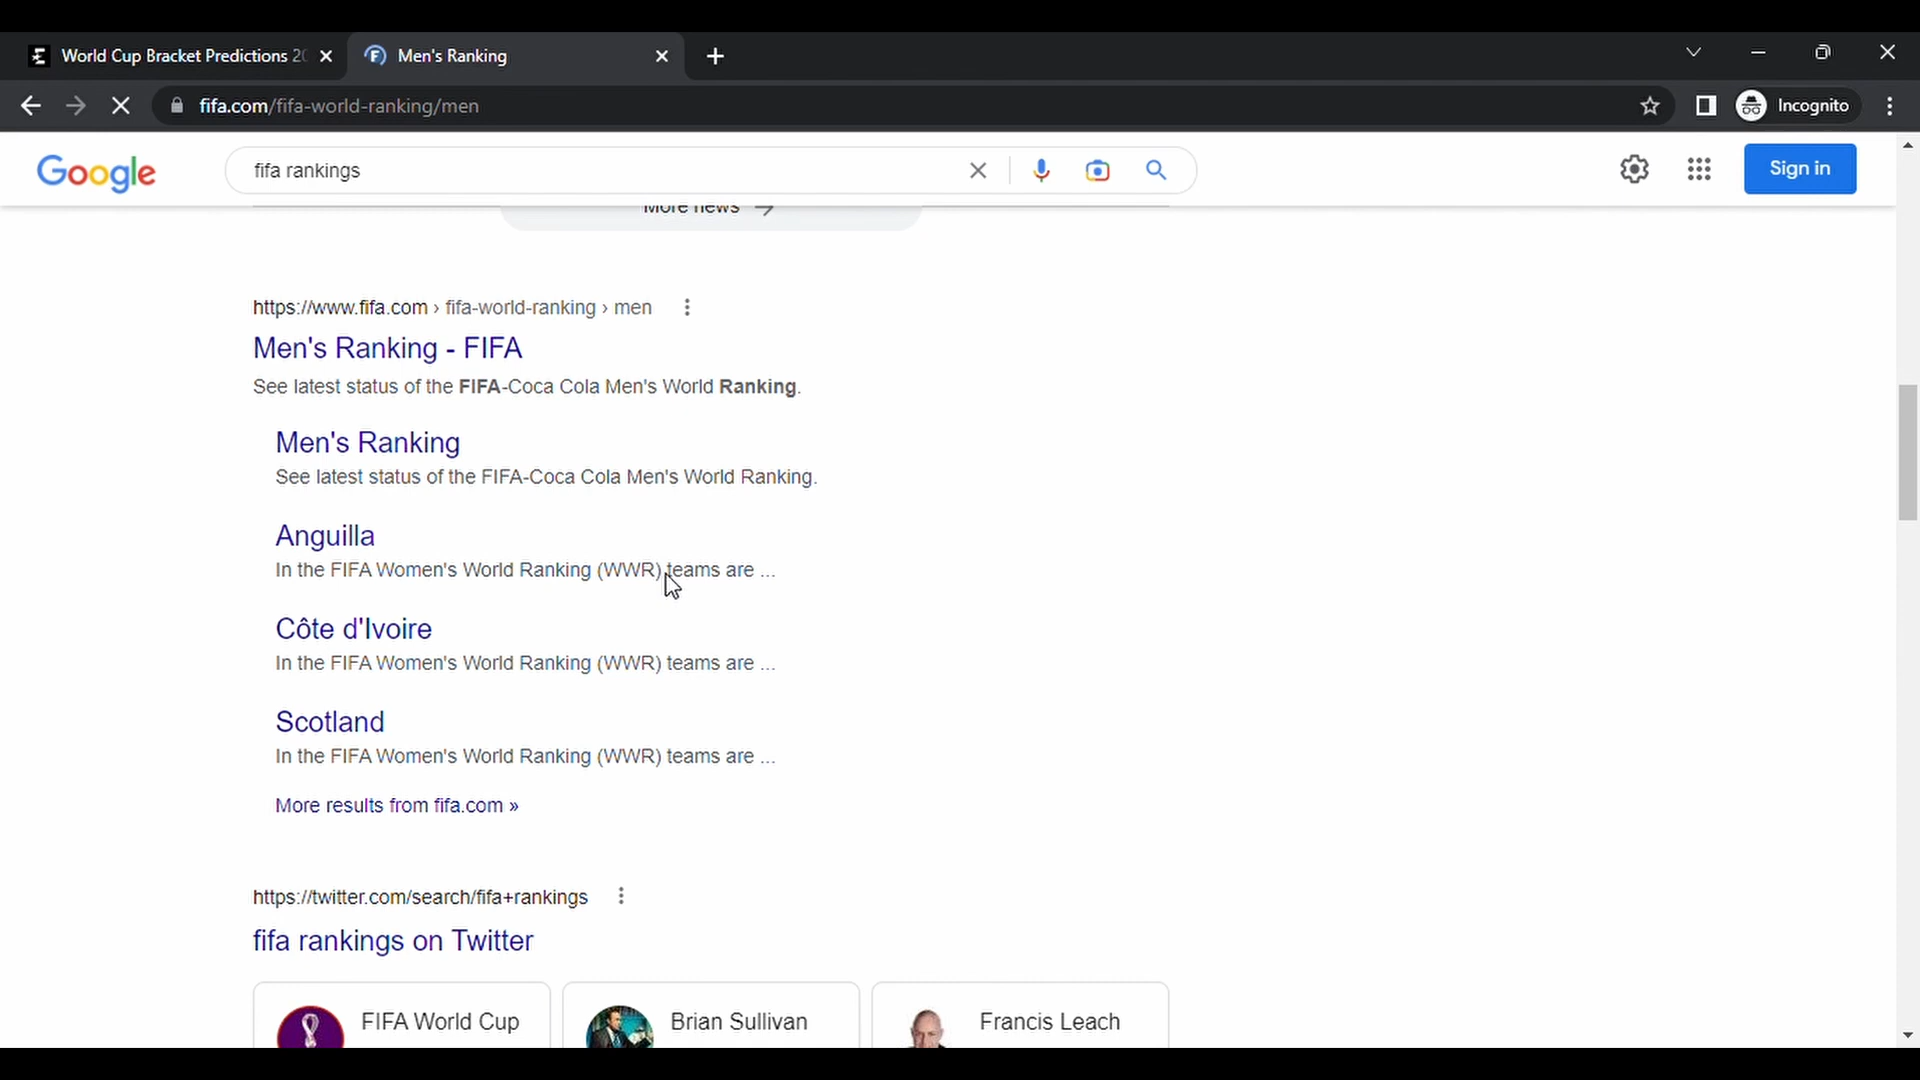 World Cup Bracket Predictions 20
Men's Ranking
fifa.com/fifa-world-ranking/men
Incognito
Google
fifa rankings
Sign in
More news
https://www.fifa.com › fifa-world-ranking › men
Men's Ranking - FIFA
See latest status of the FIFA-Coca Cola Men's World Ranking.
Men's Ranking
See latest status of the FIFA-Coca Cola Men's World Ranking.
Anguilla
In the FIFA Women's World Ranking (WWR) teams are ...
Côte d'Ivoire
In the FIFA Women's World Ranking (WWR) teams are ...
Scotland
In the FIFA Women's World Ranking (WWR) teams are ...
More results from fifa.com »
https://twitter.com/search/fifa+rankings
fifa rankings on Twitter
FIFA World Cup
Brian Sullivan
Francis Leach